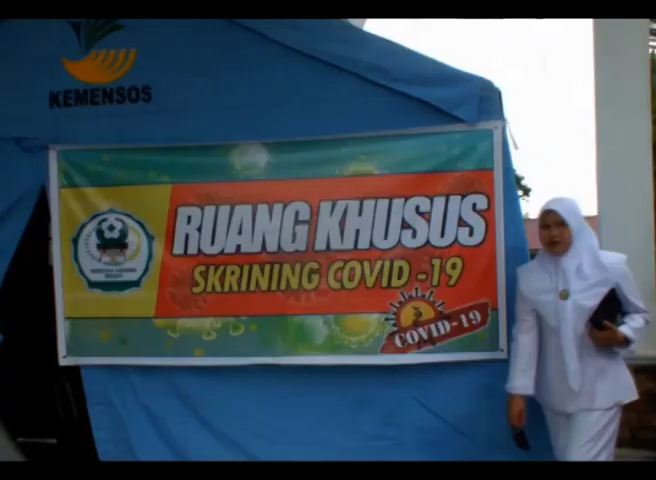 KEMENSOS
RUANG KHUSUS
SKRINING COVID -19
COVID-19